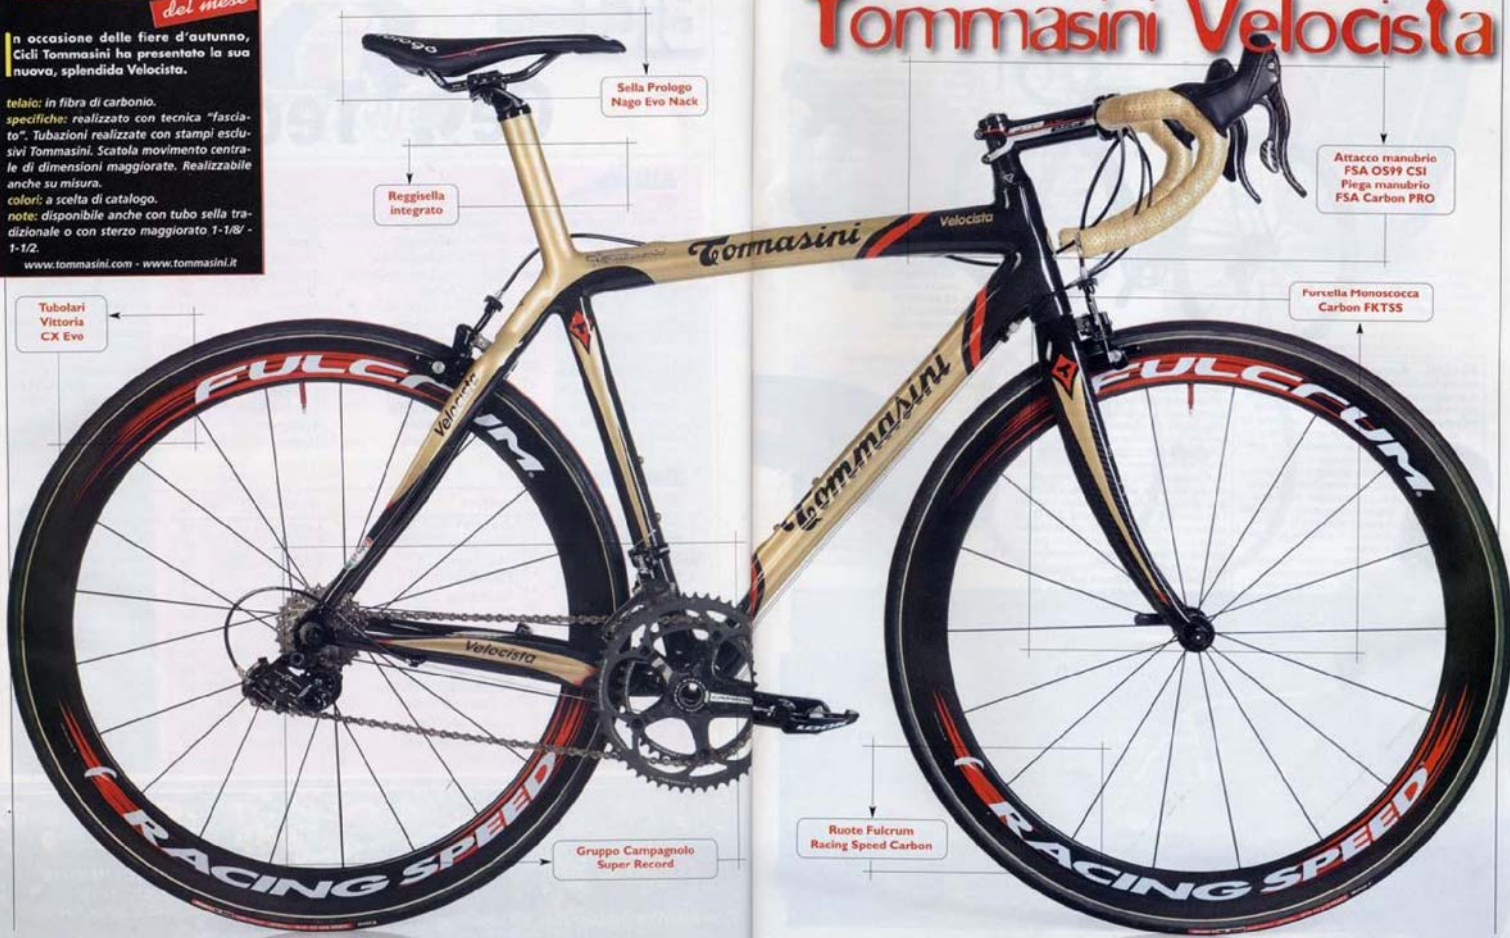 del mese
Tommasini Velocista
In occasione delle fiere d'autunno,
Cicli Tommasini ha presentato la sua
nuova, splendida Velocista.
telaio: in fibra di carbonio.
specifiche: realizzato con tecnica "fascia-
to". Tubazioni realizzate con stampi esclu-
sivi Tommasini. Scatola movimento centra-
le di dimensioni maggiorate. Realizzabile
anche su misura.
colori: a scelta di catalogo.
note: disponibile anche con tubo sella tra-
dizionale o con sterzo maggiorato 1-1/8/ -
1-1/2.
www.tommasini.com - www.tommasini.it
Sella Prologo
Nago Evo Nack
Reggisella
integrato
Attacco manubrio
FSA OS99 CSI
Piega manubrio
FSA Carbon PRO
Tubolari
Vittoria
CX Evo
Forcella Monoscocca
Carbon FKTSS
Tommasini
Velocista
Tommasini
Velocista
Velocista
FULCRUM
RACING SPEED
FULCRUM
RACING SPEED
Gruppo Campagnolo
Super Record
Ruote Fulcrum
Racing Speed Carbon